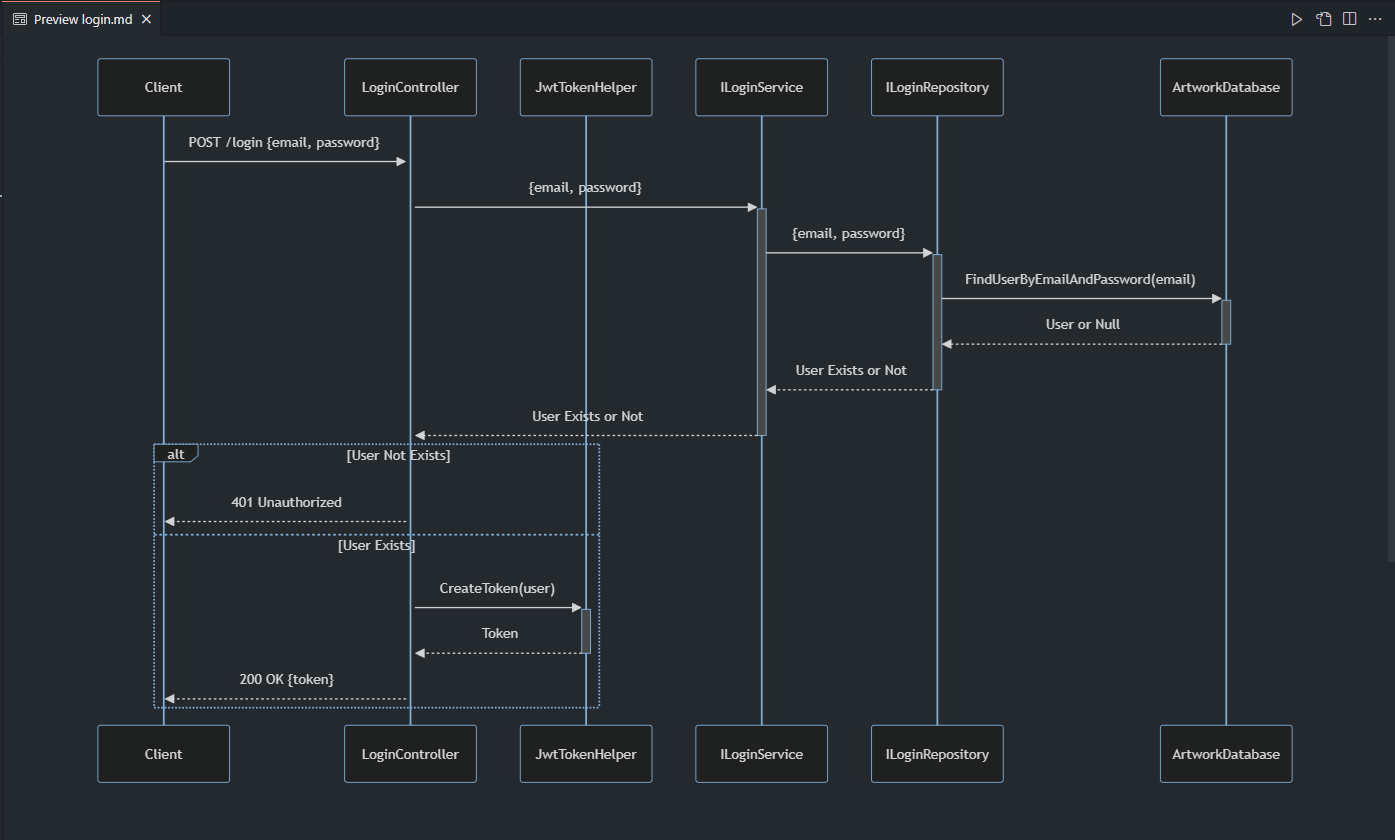 Preview login.md
Client
LoginController
JwtTokenHelper
ILoginService
ILoginRepository
ArtworkDatabase
POST /login {email, password}
{email, password}
{email, password}
FindUserByEmailAndPassword(email)
User or Null
User Exists or Not
User Exists or Not
alt
[User Not Exists]
401 Unauthorized
[User Exists]
CreateToken(user)
Token
200 OK {token}
Client
LoginController
JwtTokenHelper
ILoginService
ILoginRepository
ArtworkDatabase